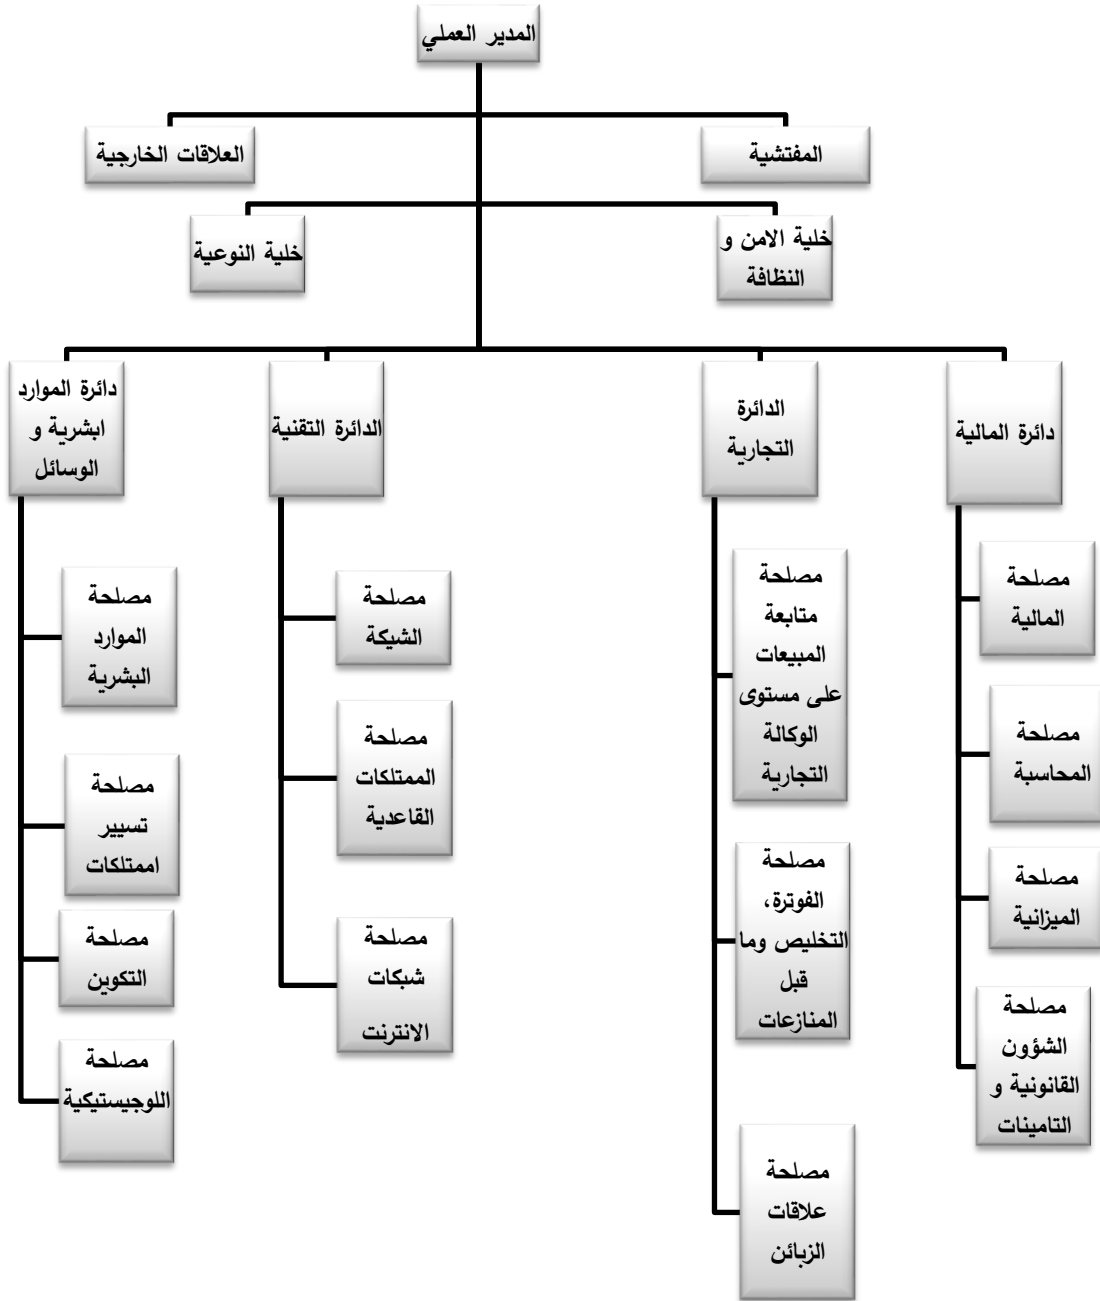 المدير العملي
المفتشية
العلاقات الخارجية
خلية الامن و
النظافة
خلية النوعية
دائرة المالية
الدائرة
التجارية
الدائرة التقنية
دائرة الموارد
ابشرية و
الوسائل
مصلحة
المالية
مصلحة
المحاسبة
مصلحة
الميزانية
مصلحة
الشؤون
القانونية و
التامينات
مصلحة
متابعة
المبيعات
على مستوى
الوكالة
التجارية
مصلحة
الفوترة،
التخليص وما
قبل
المنازعات
مصلحة
علاقات
الزبائن
مصلحة
الشبكة
مصلحة
الممتلكات
القاعدية
مصلحة
شبكات
الانترنت
مصلحة
الموارد
البشرية
مصلحة
تسيير
اممتلكات
مصلحة
التكوين
مصلحة
اللوجيستيكية